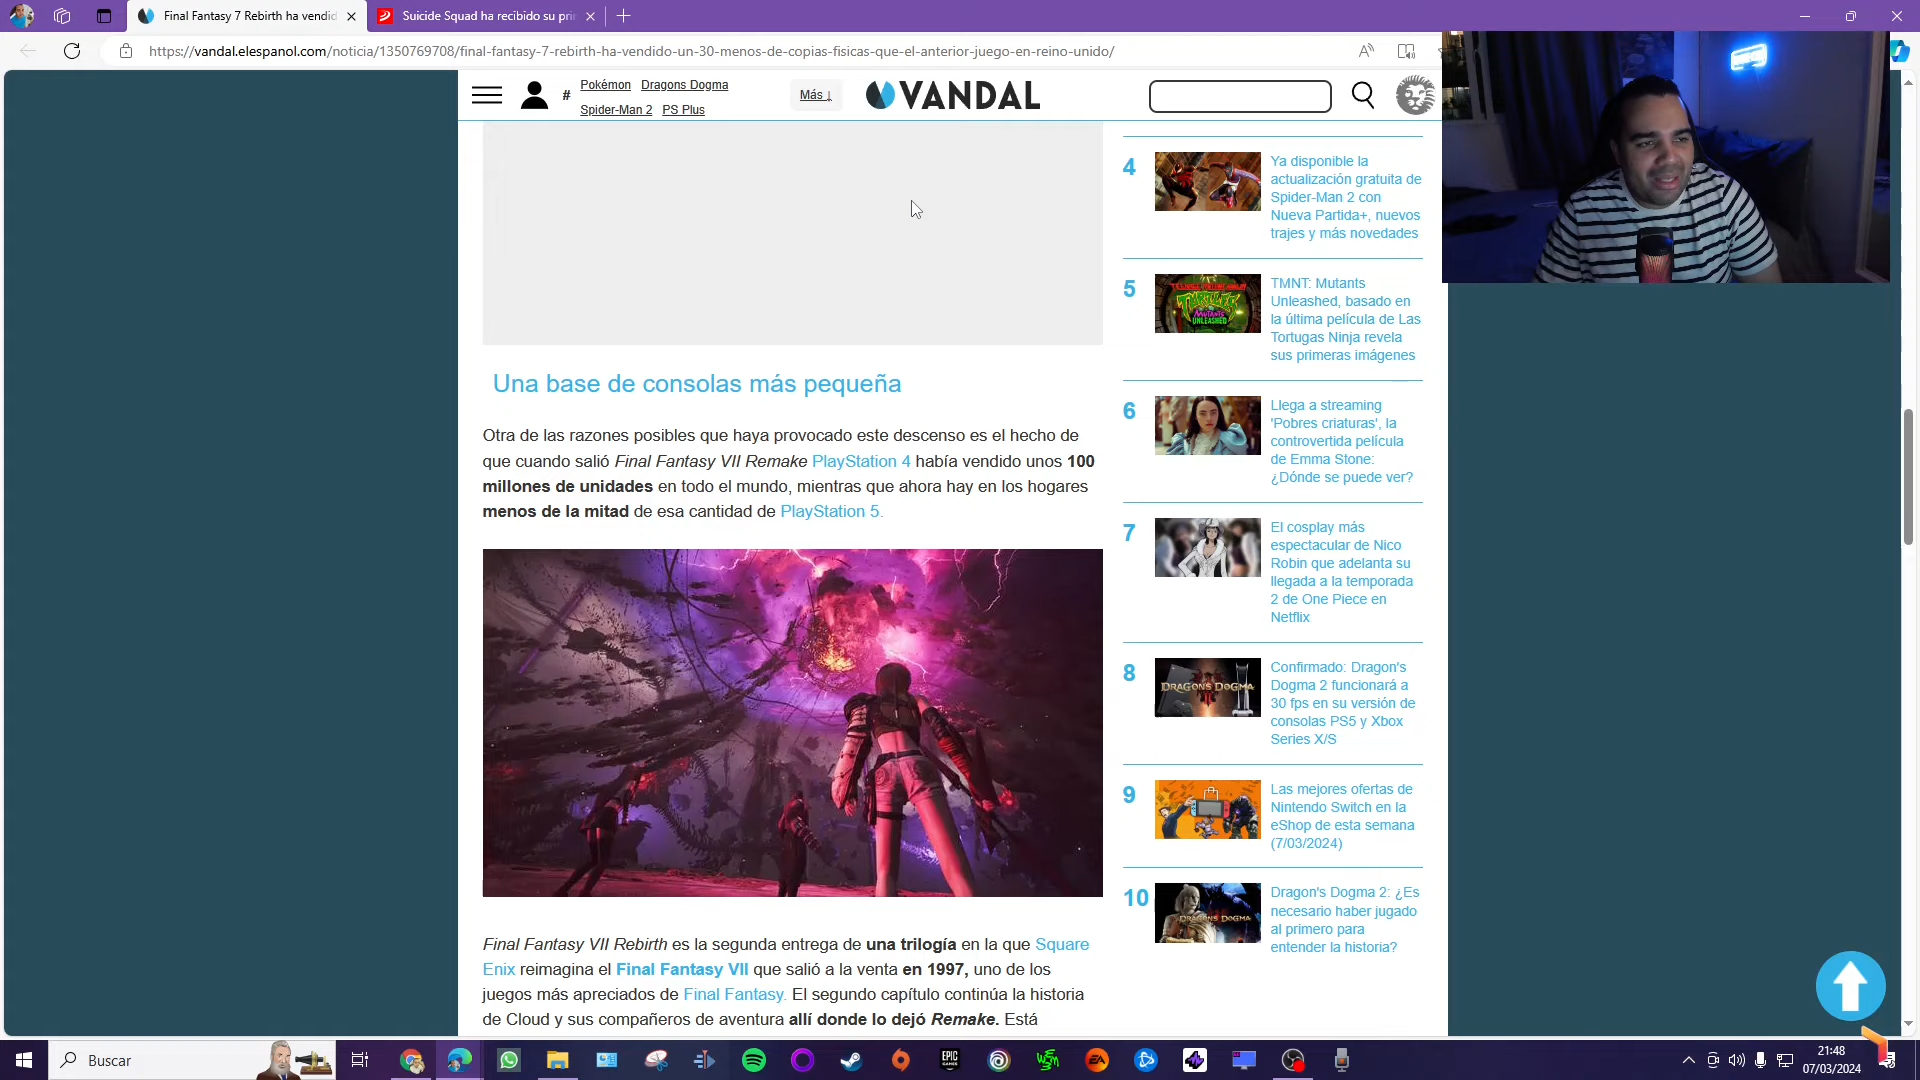 Final Fantasy 7 Rebirth ha vendid
Suicide Squad ha recibido su pri
https://vandal.elespanol.com/noticia/1350769708/final-fantasy-7-rebirth-ha-vendido-un-30-menos-de-copias-fisicas-que-el-anterior-juego-en-reino-unido/
# Pokémon Dragons Dogma
Spider-Man 2 PS Plus
Más ↓
VANDAL
Una base de consolas más pequeña
Otra de las razones posibles que haya provocado este descenso es el hecho de
que cuando salió Final Fantasy VII Remake PlayStation 4 había vendido unos 100
millones de unidades en todo el mundo, mientras que ahora hay en los hogares
menos de la mitad de esa cantidad de PlayStation 5.
Final Fantasy VII Rebirth es la segunda entrega de una trilogía en la que Square
Enix reimagina el Final Fantasy VII que salió a la venta en 1997, uno de los
juegos más apreciados de Final Fantasy. El segundo capítulo continúa la historia
de Cloud y sus compañeros de aventura allí donde lo dejó Remake. Está
4
Ya disponible la
actualización gratuita de
Spider-Man 2 con
Nueva Partida+, nuevos
trajes y más novedades
5
TURTLES
MUTANTS
UNLEASHED
TMNT: Mutants
Unleashed, basado en
la última película de Las
Tortugas Ninja revela
sus primeras imágenes
6
Llega a streaming
'Pobres criaturas', la
controvertida película
de Emma Stone:
¿Dónde se puede ver?
7
El cosplay más
espectacular de Nico
Robin que adelanta su
llegada a la temporada
2 de One Piece en
Netflix
8
DRAGON'S DOGMA
Confirmado: Dragon's
Dogma 2 funcionará a
30 fps en su versión de
consolas PS5 y Xbox
Series X/S
9
Las mejores ofertas de
Nintendo Switch en la
eShop de esta semana
(7/03/2024)
10
DRAGON'S DOGMA
Dragon's Dogma 2: ¿Es
necesario haber jugado
al primero para
entender la historia?
Buscar
EPIC
GAMES
EA
21:48
07/03/2024